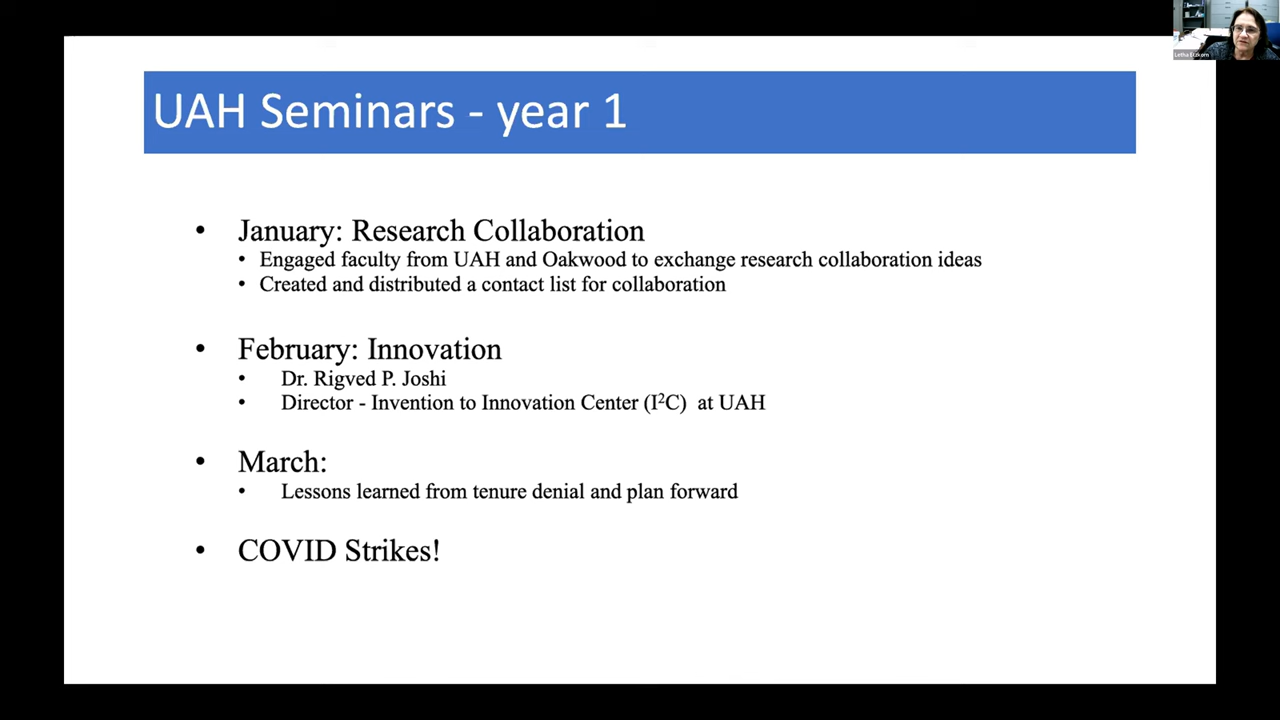 UAH Seminars - year 1
• January: Research Collaboration
• Engaged faculty from UAH and Oakwood to exchange research collaboration ideas
• Created and distributed a contact list for collaboration
• February: Innovation
• Dr. Rigved P. Joshi
• Director - Invention to Innovation Center (I²C) at UAH
• March:
• Lessons learned from tenure denial and plan forward
• COVID Strikes!
Letha